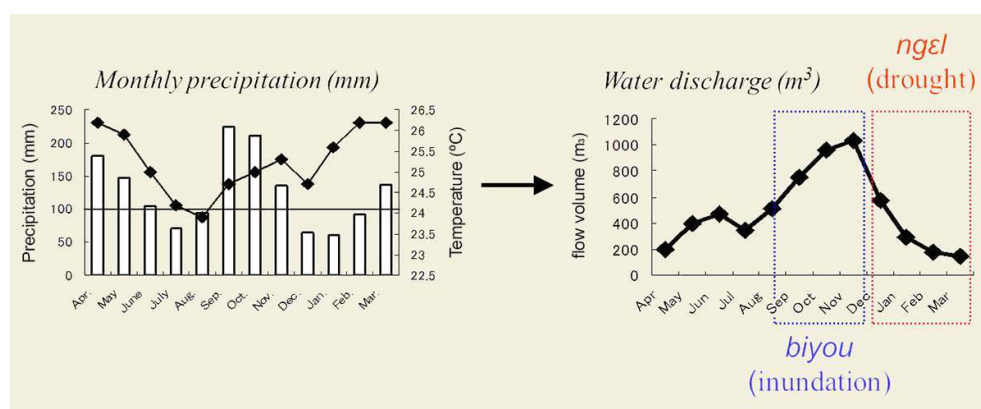 ngɛl
(drought)
Monthly precipitation (mm)
Water discharge (m³)
250
200
150
100
50
0
Precipitation (mm)
26.5
26
25.5
25
24.5
24
23.5
23
22.5
Temperature (ºC)
Apr. May June July Aug. Sep. Oct. Nov. Dec. Jan. Feb. Mar.
1200
1000
800
600
400
200
0
flow volume (m3)
Apr May Jun Jul Aug Sep Oct Nov Dec Jan Feb Mar
biyou
(inundation)